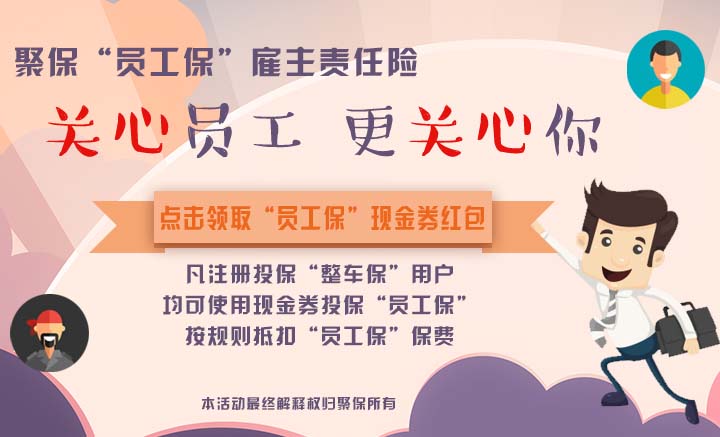 聚保“员工保”雇主责任险
关心员工 更关心你
点击领取“员工保”现金券红包
凡注册投保“整车保”用户
均可使用现金券投保“员工保”
按规则抵扣“员工保”保费
本活动最终解释权归聚保所有